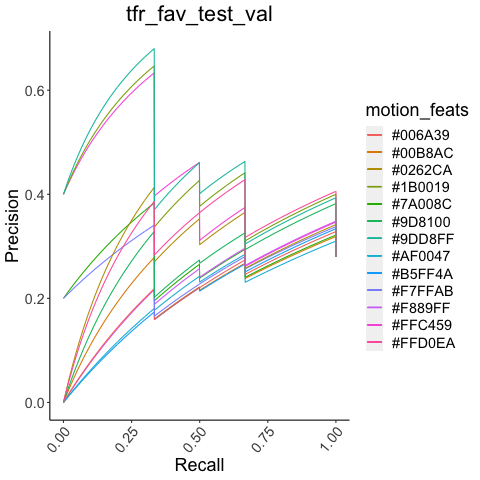 tfr_fav_test_val
Precision
0.6
0.4
0.2
0.0
0.00
0.25
0.50
0.75
1.00
Recall
motion_feats
#006A39
#00B8AC
#0262CA
#1B0019
#7A008C
#9D8100
#9DD8FF
#AF0047
#B5FF4A
#F7FFAB
#F889FF
#FFC459
#FFD0EA